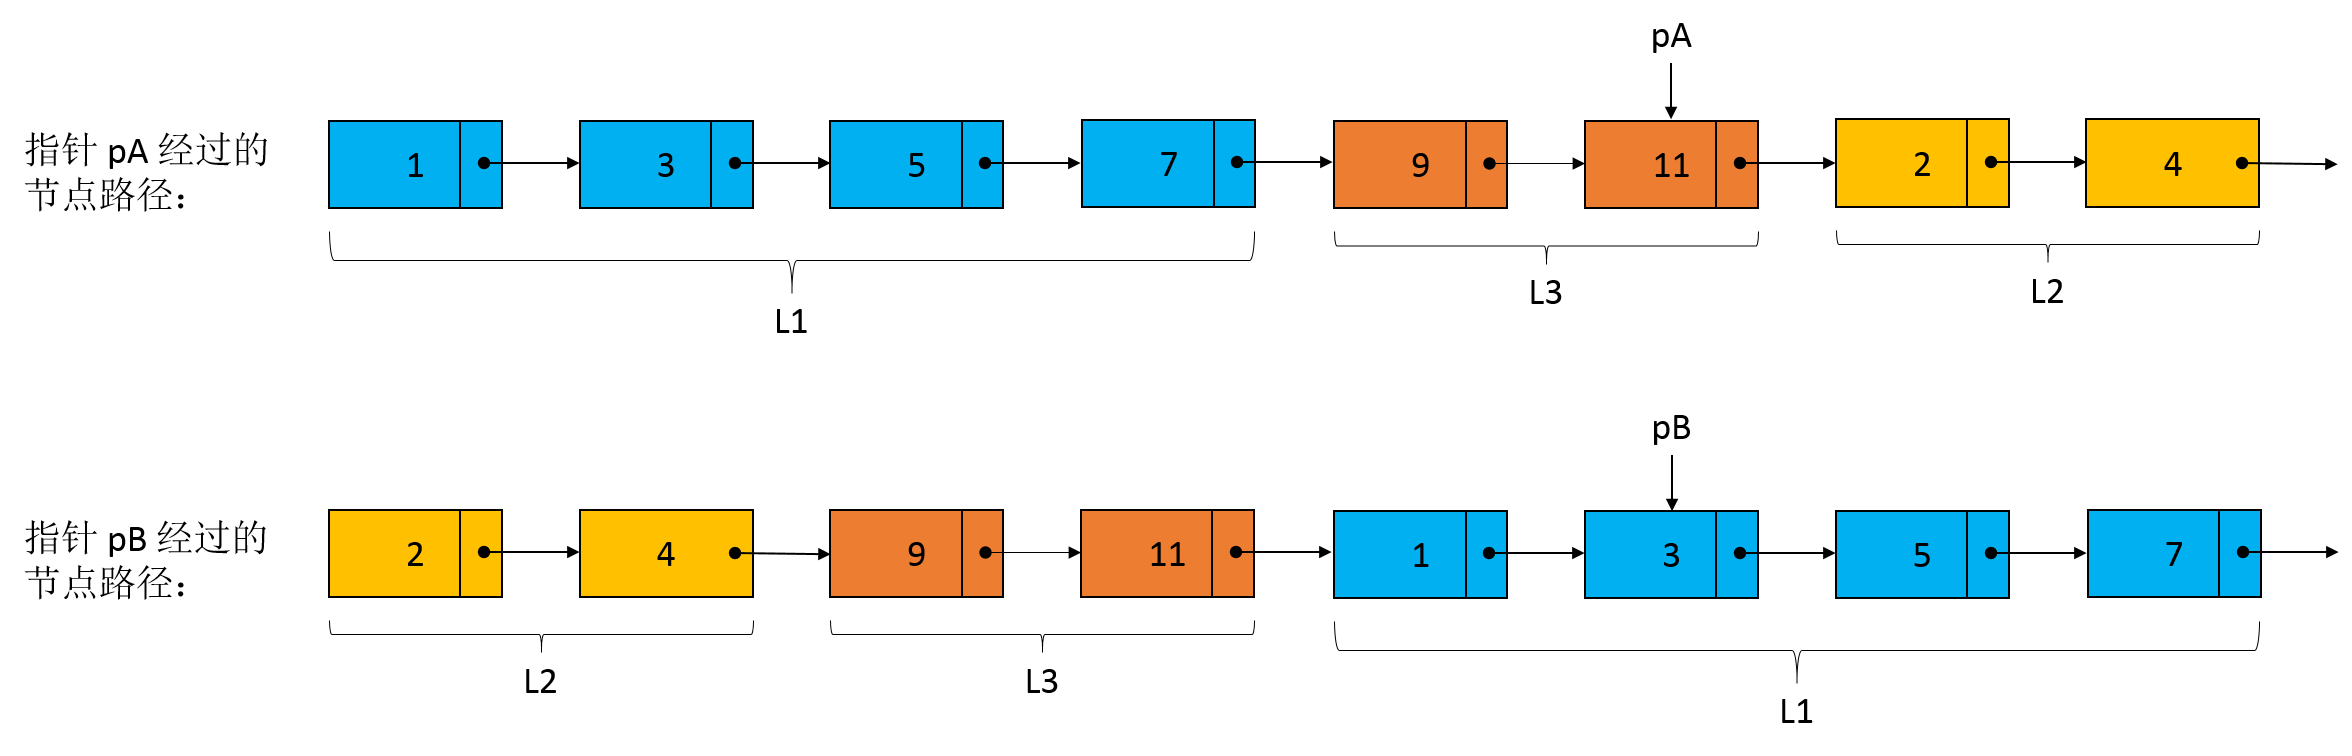 pA
指针 pA 经过的
节点路径：
1 3 5 7 9 11 2 4
L1 L3 L2
pB
指针 pB 经过的
节点路径：
2 4 9 11 1 3 5 7
L2 L3 L1